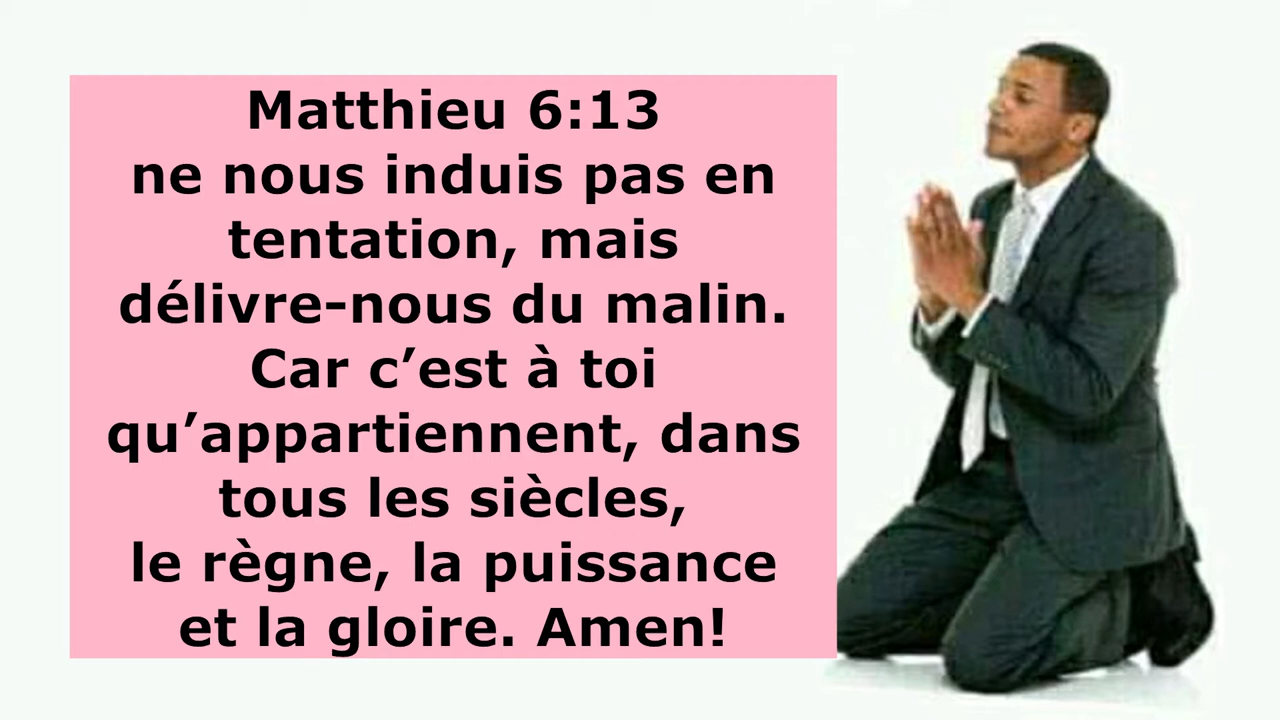 Matthieu 6:13
ne nous induis pas en
tentation, mais
délivre-nous du malin.
Car c’est à toi
qu’appartiennent, dans
tous les siècles,
le règne, la puissance
et la gloire. Amen!